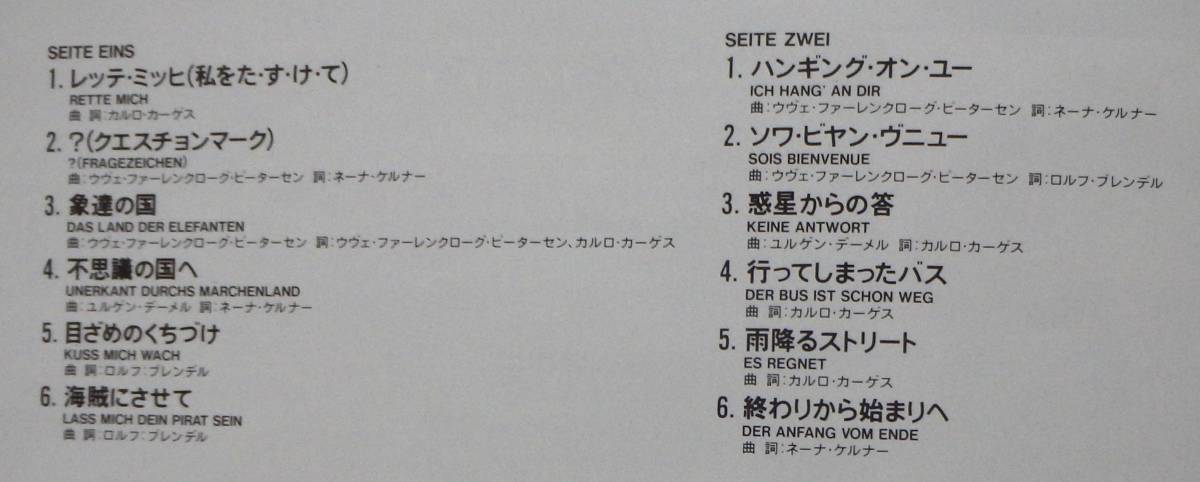 SEITE EINS
1. レッテ・ミッヒ(私をた・す・け・て)
RETTE MICH
曲 詞:カルロ・カーゲス
2. ?(クエスチョンマーク)
?(FRAGEZEICHEN)
曲:ウヴェ・ファーレンクローグ・ピーターセン 詞:ネーナ・ケルナー
3. 象達の国
DAS LAND DER ELEFANTEN
曲:ウヴェ・ファーレンクローグ・ピーターセン 詞:ウヴェ・ファーレンクローグ・ピーターセン、カルロ・カーゲス
4. 不思議の国へ
UNERKANT DURCHS MÄRCHENLAND
曲:ユルゲン・デーメル 詞:ネーナ・ケルナー
5. 目ざめのくちづけ
KUSS MICH WACH
曲 詞:ロルフ・ブレンデル
6. 海賊にさせて
LASS MICH DEIN PIRAT SEIN
曲 詞:ロルフ・ブレンデル
SEITE ZWEI
1. ハンギング・オン・ユー
ICH HANG' AN DIR
曲:ウヴェ・ファーレンクローグ・ピーターセン 詞:ネーナ・ケルナー
2. ソワ・ビヤン・ヴニュー
SOIS BIENVENUE
曲:ウヴェ・ファーレンクローグ・ピーターセン 詞:ロルフ・ブレンデル
3. 惑星からの答
KEINE ANTWORT
曲:ユルゲン・デーメル 詞:カルロ・カーゲス
4. 行ってしまったバス
DER BUS IST SCHON WEG
曲 詞:カルロ・カーゲス
5. 雨降るストリート
ES REGNET
曲 詞:カルロ・カーゲス
6. 終わりから始まりへ
DER ANFANG VOM ENDE
曲 詞:ネーナ・ケルナー